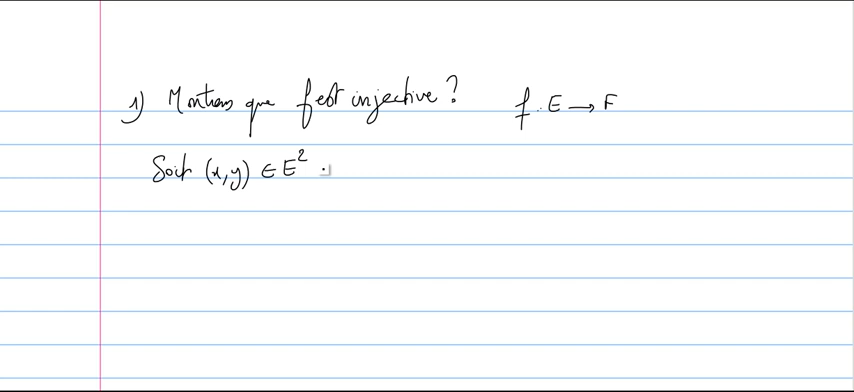 1) Montrons que f est injective ? f : E → F
Soit (x,y) ∈ E²